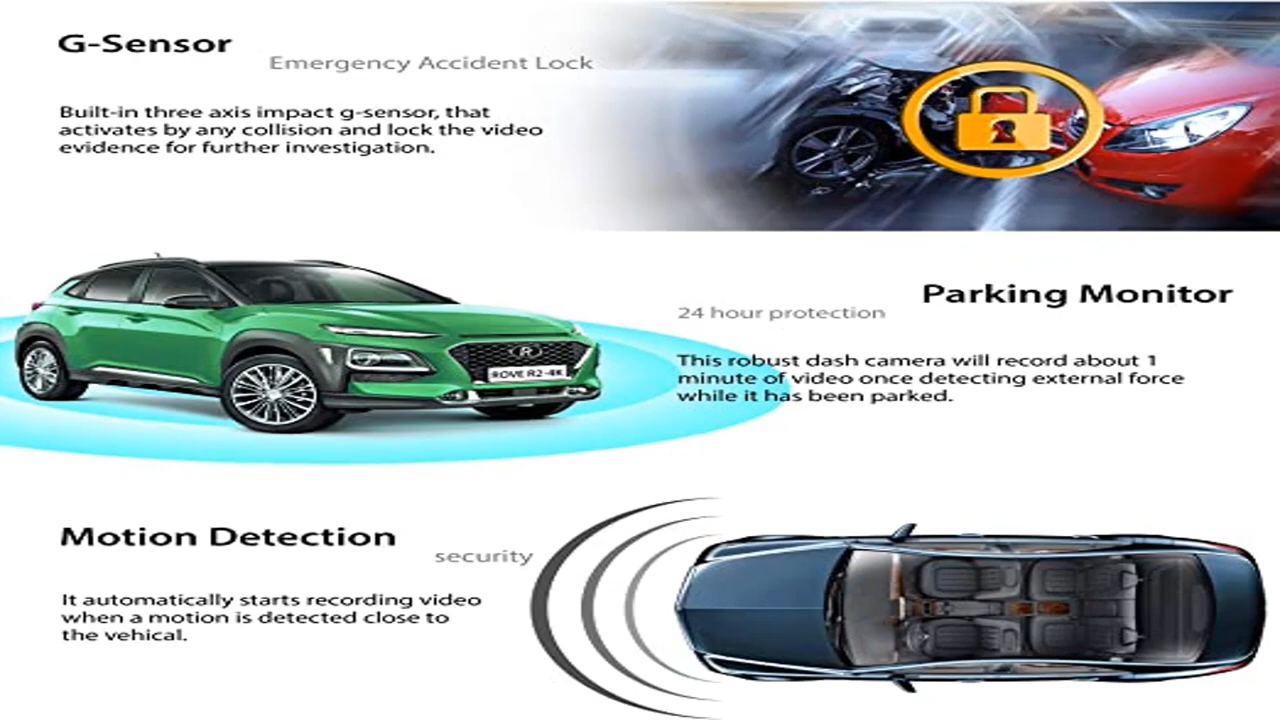 G-Sensor
Emergency Accident Lock
Built-in three axis impact g-sensor, that
activates by any collision and lock the video
evidence for further investigation.
Parking Monitor
24 hour protection
This robust dash camera will record about 1
minute of video once detecting external force
while it has been parked.
R
ROVE R2-4K
Motion Detection
security
It automatically starts recording video
when a motion is detected close to
the vehical.